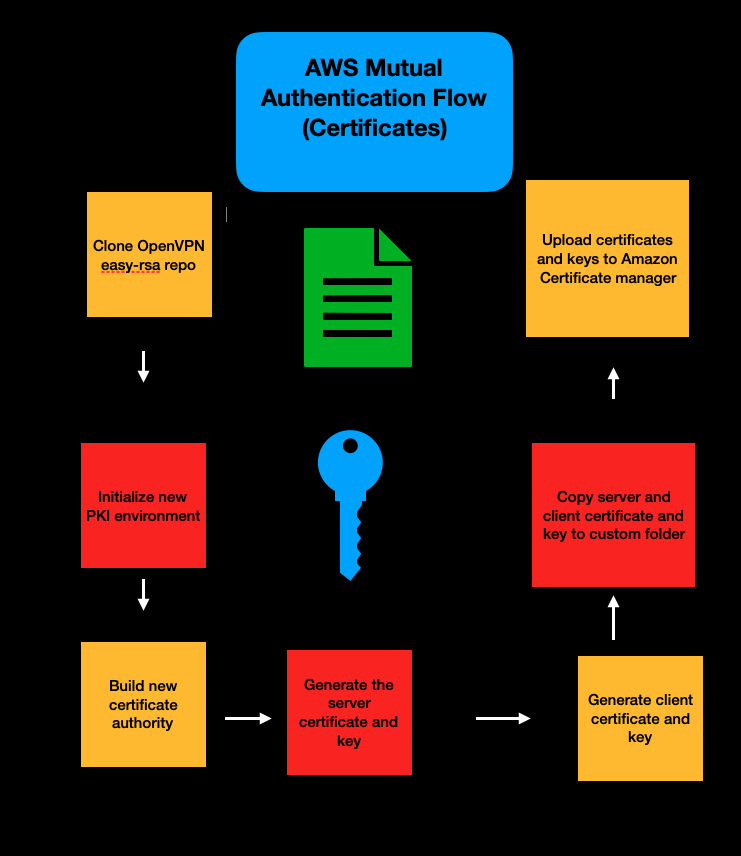 AWS Mutual
Authentication Flow
(Certificates)
Clone OpenVPN
easy-rsa repo
Initialize new
PKI environment
Build new
certificate
authority
Generate the
server
certificate and
key
Generate client
certificate and
key
Copy server and
client certificate and
key to custom folder
Upload certificates
and keys to Amazon
Certificate manager